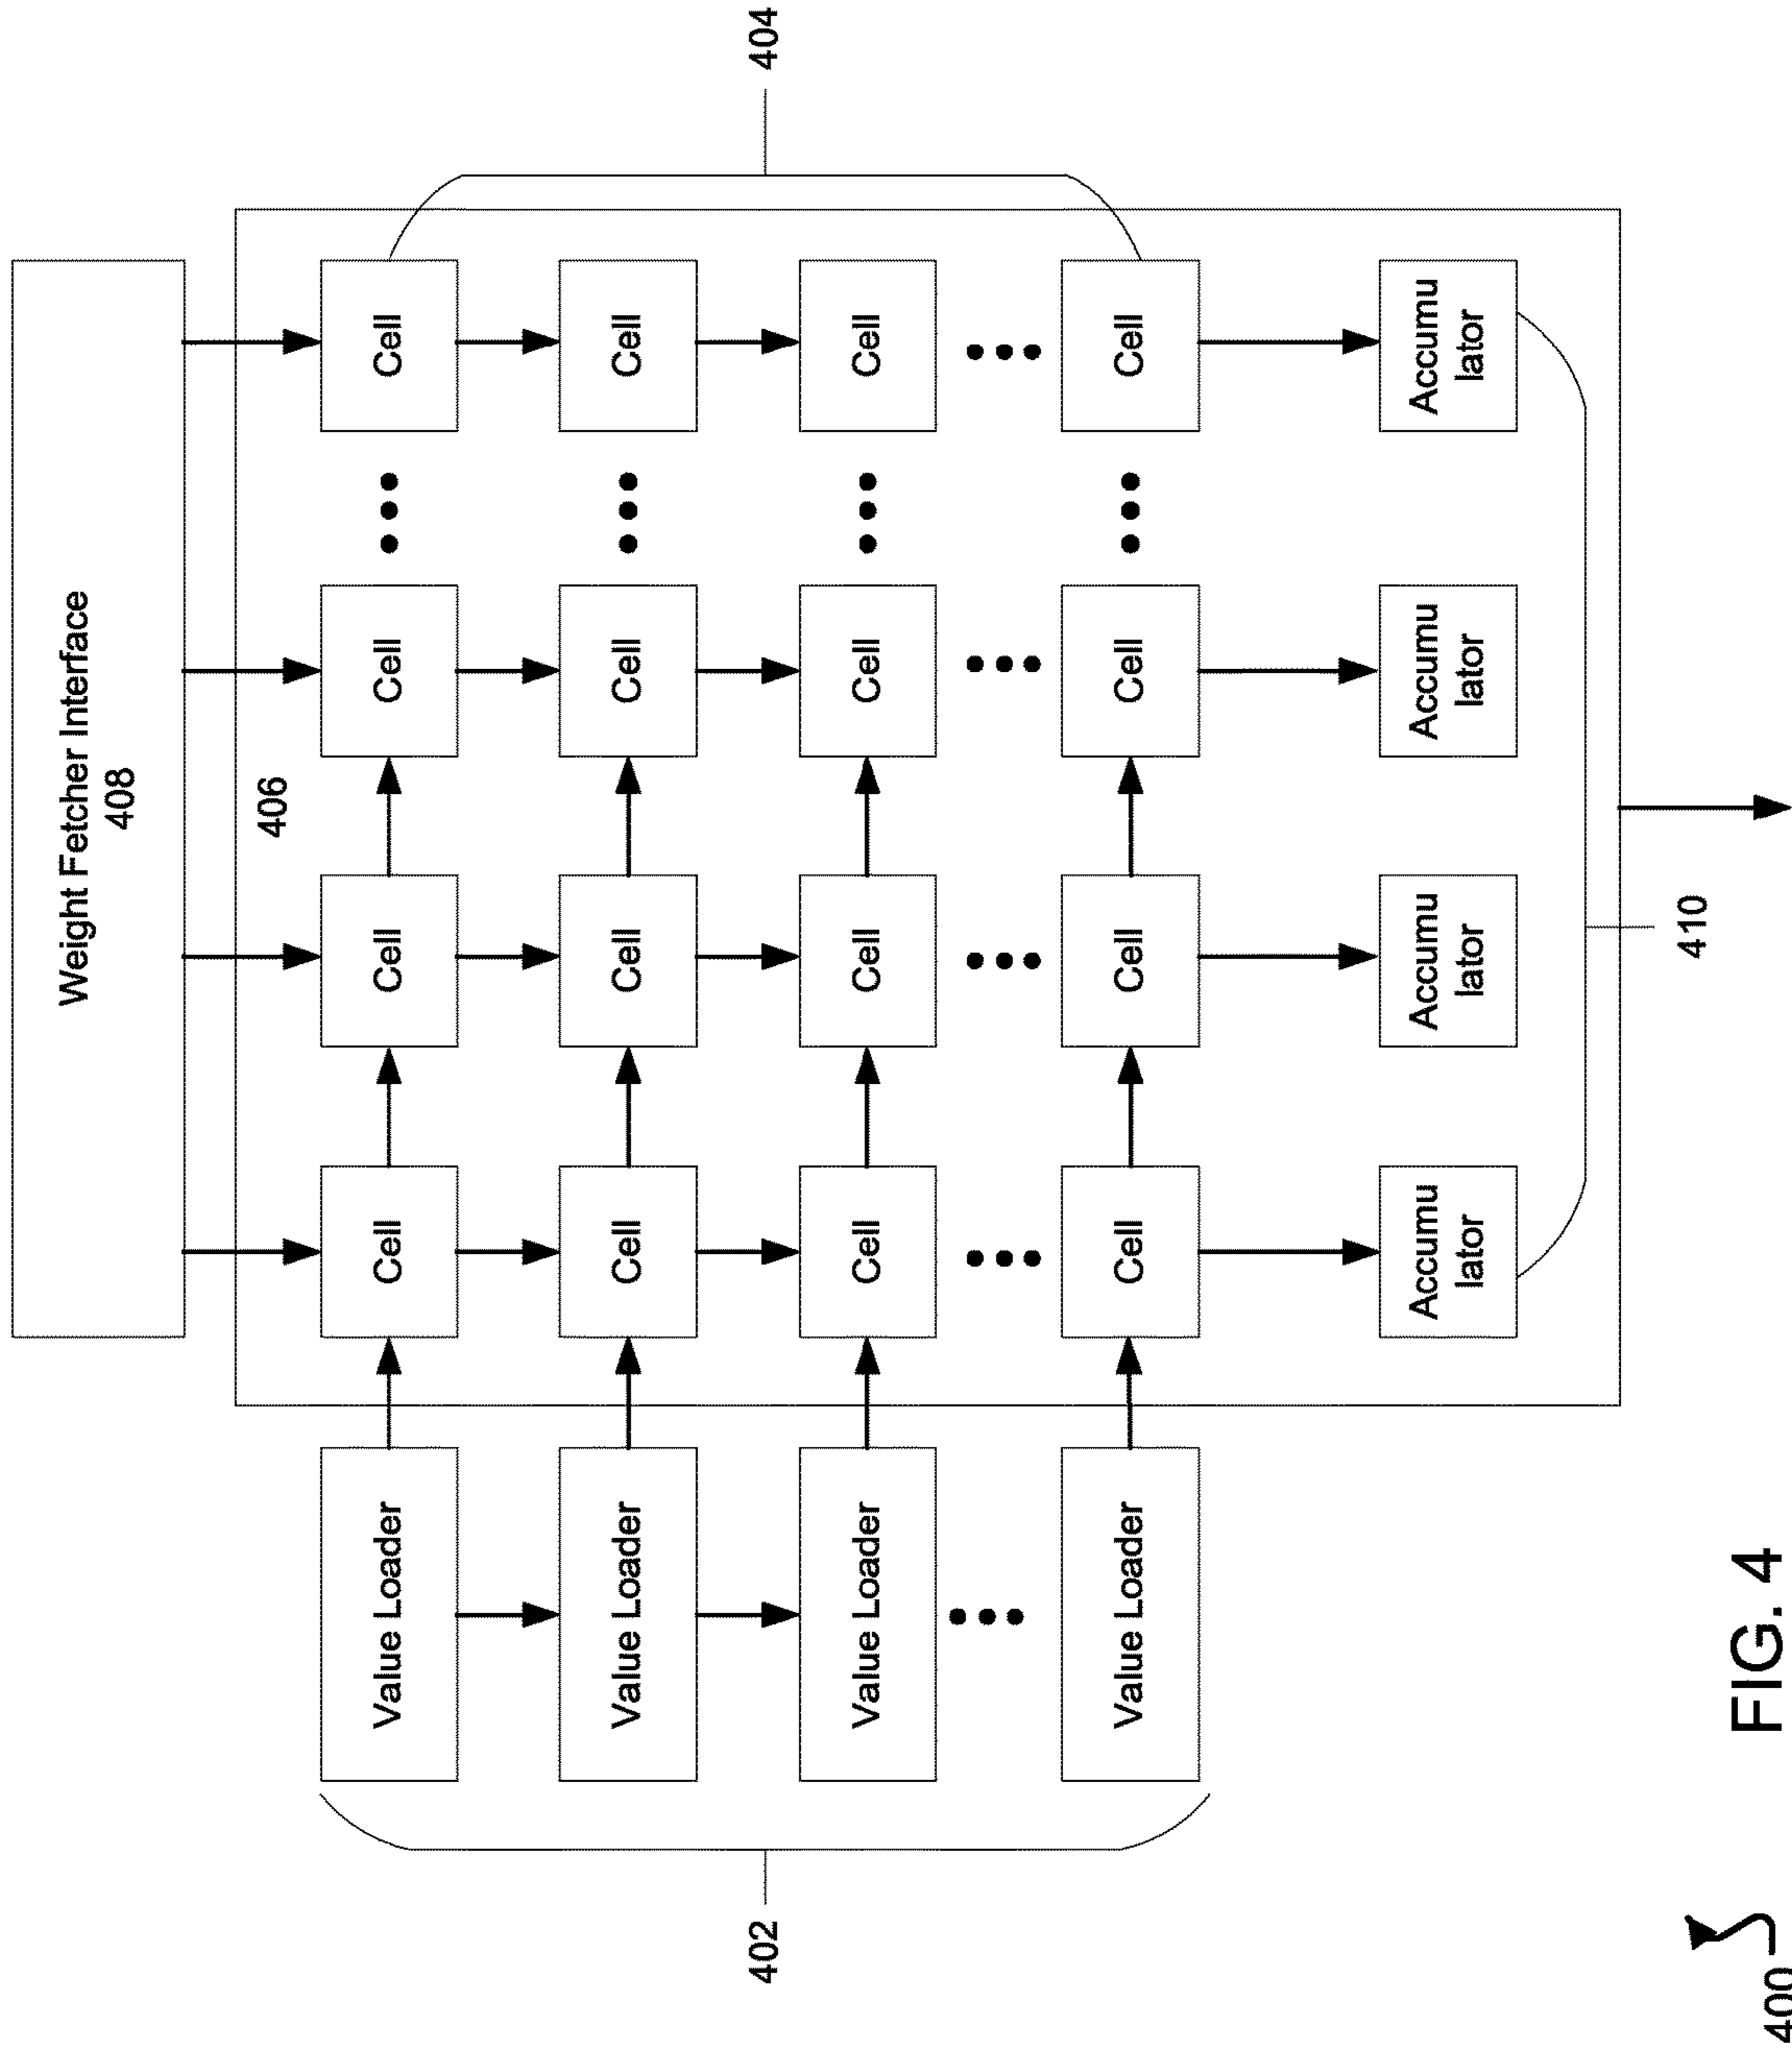 Weight Fetcher Interface
408
406
Value Loader
Cell
Cell
Cell
Cell
Value Loader
Cell
Cell
Cell
Cell
402
404
Value Loader
Cell
Cell
Cell
Cell
Value Loader
Cell
Cell
Cell
Cell
Accumu
lator
Accumu
lator
Accumu
lator
Accumu
lator
410
400
FIG. 4